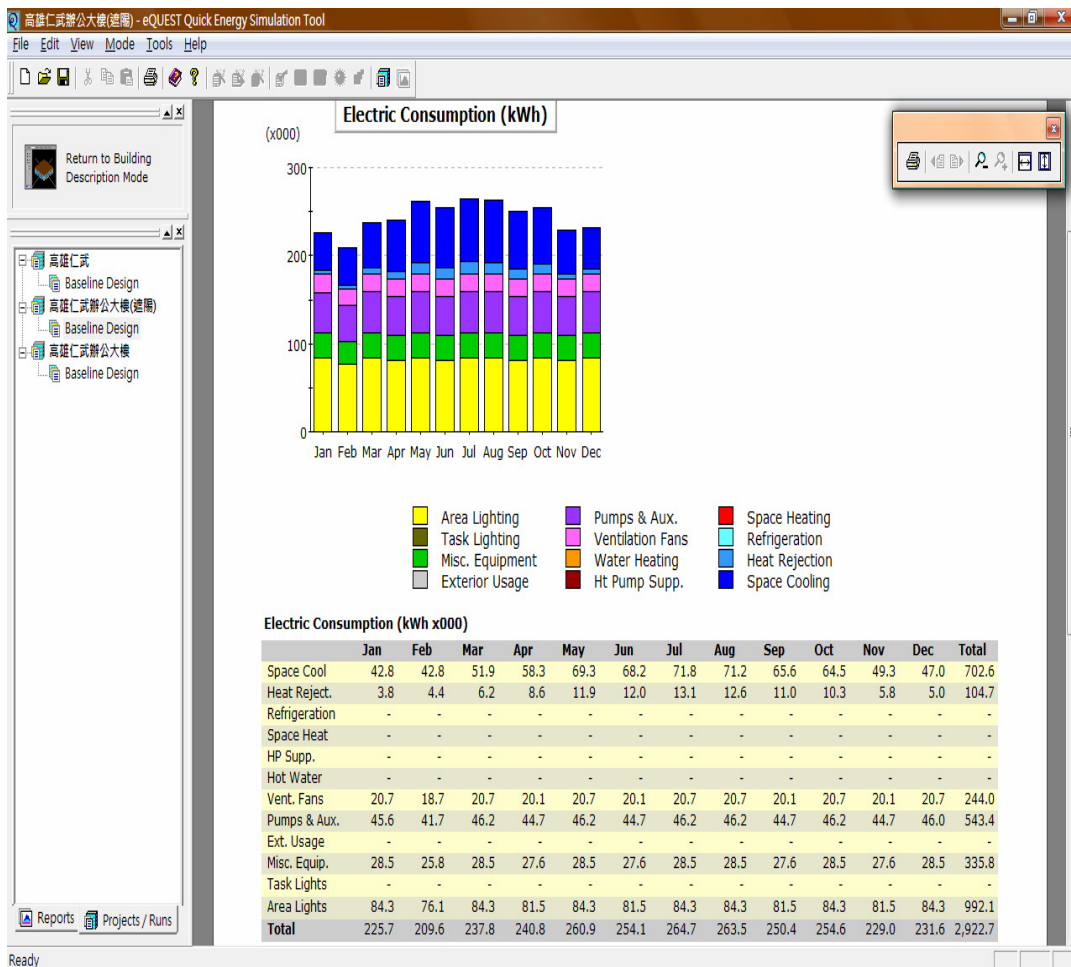 高雄仁武辦公大樓(遮陽) - eQUEST Quick Energy Simulation Tool
File Edit View Mode Tools Help
Return to Building
Description Mode
高雄仁武
Baseline Design
高雄仁武辦公大樓(遮陽)
Baseline Design
高雄仁武辦公大樓
Baseline Design
Reports Projects / Runs
Ready
Electric Consumption (kWh)
(x000)
300
200
100
0
Jan Feb Mar Apr May Jun Jul Aug Sep Oct Nov Dec
Area Lighting Pumps & Aux. Space Heating
Task Lighting Ventilation Fans Refrigeration
Misc. Equipment Water Heating Heat Rejection
Exterior Usage Ht Pump Supp. Space Cooling
Electric Consumption (kWh x000)
Jan Feb Mar Apr May Jun Jul Aug Sep Oct Nov Dec Total
Space Cool 42.8 42.8 51.9 58.3 69.3 68.2 71.8 71.2 65.6 64.5 49.3 47.0 702.6
Heat Reject. 3.8 4.4 6.2 8.6 11.9 12.0 13.1 12.6 11.0 10.3 5.8 5.0 104.7
Refrigeration - - - - - - - - - - - - -
Space Heat - - - - - - - - - - - - -
HP Supp. - - - - - - - - - - - - -
Hot Water - - - - - - - - - - - - -
Vent. Fans 20.7 18.7 20.7 20.1 20.7 20.1 20.7 20.7 20.1 20.7 20.1 20.7 244.0
Pumps & Aux. 45.6 41.7 46.2 44.7 46.2 44.7 46.2 46.2 44.7 46.2 44.7 46.0 543.4
Ext. Usage - - - - - - - - - - - - -
Misc. Equip. 28.5 25.8 28.5 27.6 28.5 27.6 28.5 28.5 27.6 28.5 27.6 28.5 335.8
Task Lights - - - - - - - - - - - - -
Area Lights 84.3 76.1 84.3 81.5 84.3 81.5 84.3 84.3 81.5 84.3 81.5 84.3 992.1
Total 225.7 209.6 237.8 240.8 260.9 254.1 264.7 263.5 250.4 254.6 229.0 231.6 2,922.7